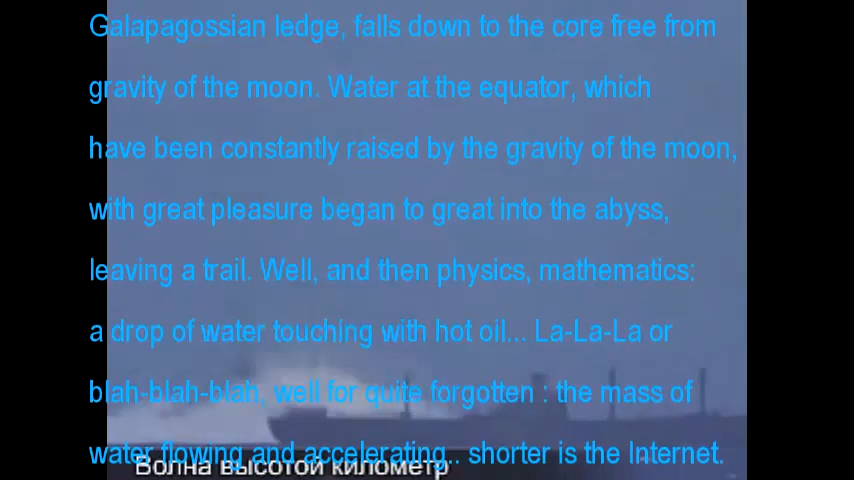 Galapagossian ledge, falls down to the core free from
gravity of the moon. Water at the equator, which
have been constantly raised by the gravity of the moon,
with great pleasure began to great into the abyss,
leaving a trail. Well, and then physics, mathematics:
a drop of water touching with hot oil... La-La-La or
blah-blah-blah, well for quite forgotten : the mass of
water flowing and accelerating.. shorter is the Internet.
Волна высотой километр